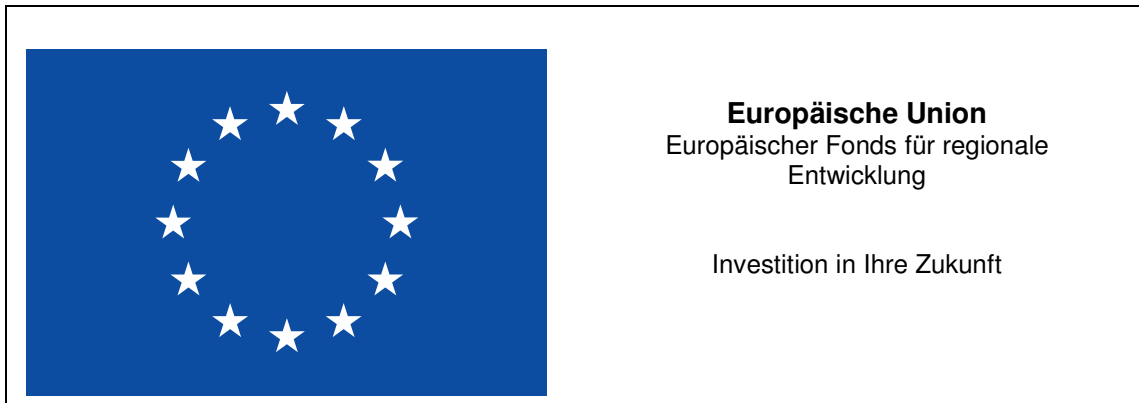 Europäische Union
Europäischer Fonds für regionale
Entwicklung
Investition in Ihre Zukunft